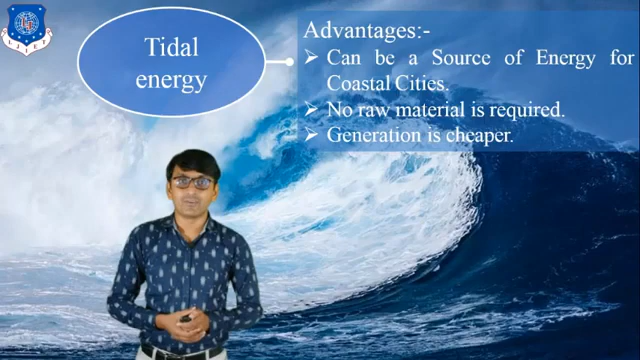 Tidal
energy
Advantages:-
➢ Can be a Source of Energy for
Coastal Cities.
➢ No raw material is required.
➢ Generation is cheaper.
LJIET